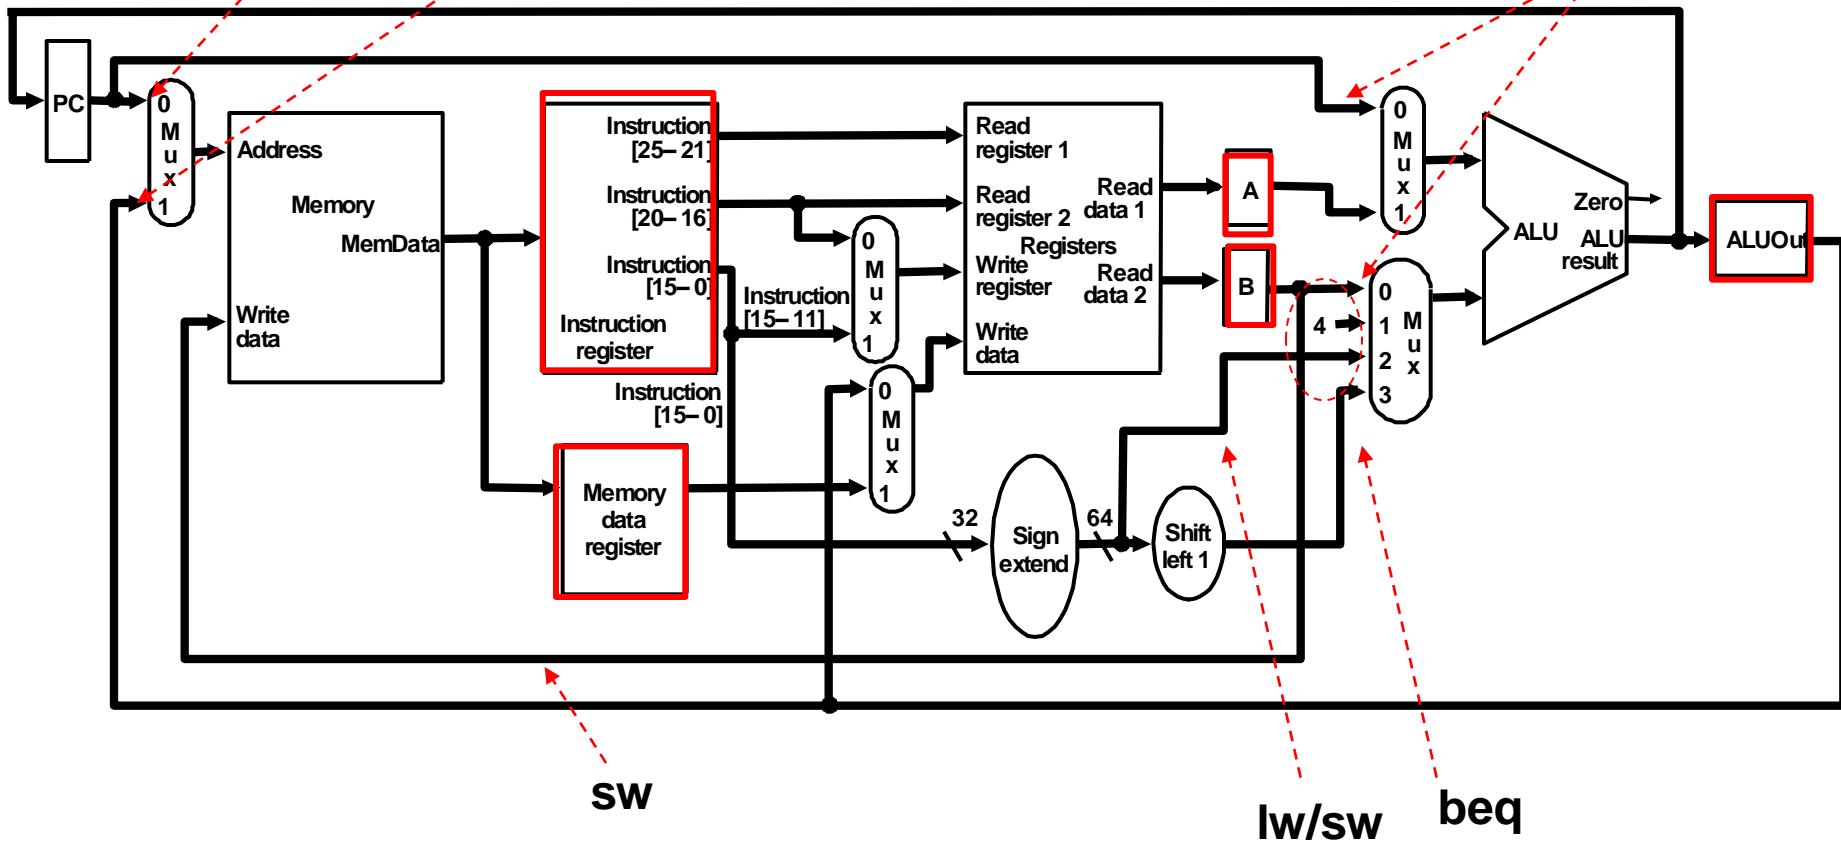 PC
0
M
u
x
1
Address
Memory
MemData
Write
data
Instruction
[25–21]
Instruction
[20–16]
Instruction
[15–0]
Instruction
register
Instruction
[15–11]
Instruction
[15–0]
0
M
u
x
1
0
M
u
x
1
Memory
data
register
Read
register 1
Read
register 2
Registers
Write
register
Write
data
Read
data 1
Read
data 2
A
B
4
0
M
u
x
1
0
1
2
3
M
u
x
Zero
ALU
ALU
result
ALUOut
32
Sign
extend
64
Shift
left 1
sw
lw/sw
beq